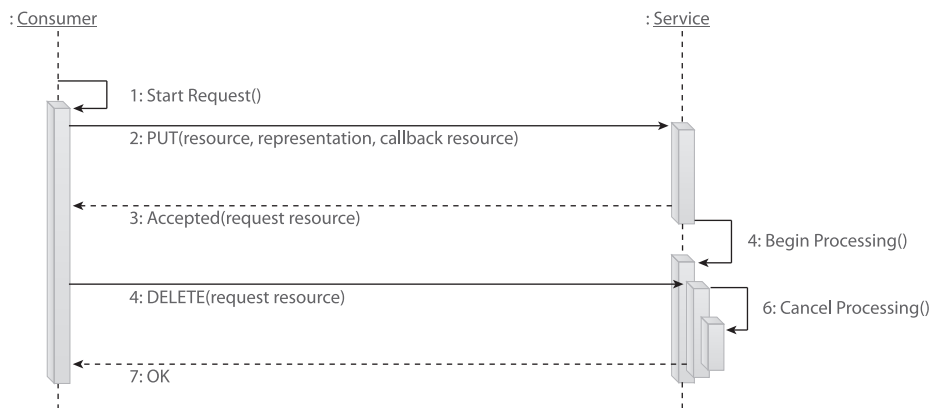 : Consumer
: Service
1: Start Request()
2: PUT(resource, representation, callback resource)
3: Accepted(request resource)
4: Begin Processing()
4: DELETE(request resource)
6: Cancel Processing()
7: OK